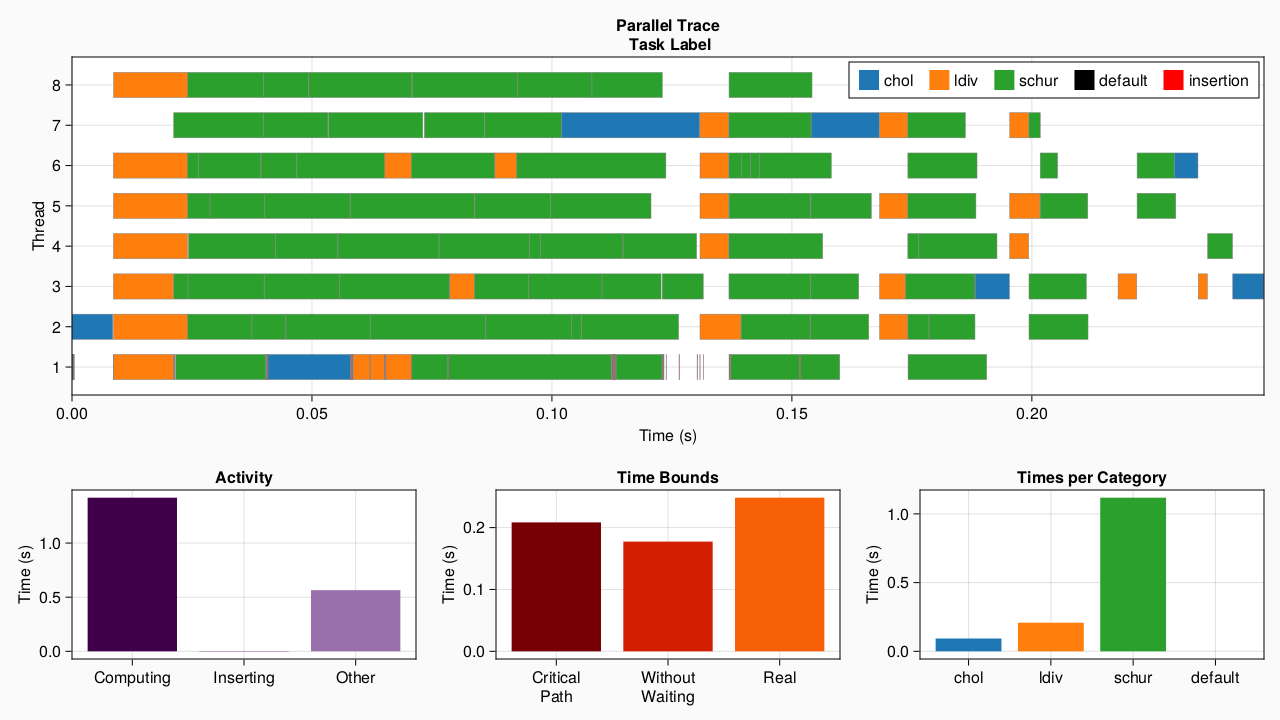 Parallel Trace
Task Label
chol ldiv schur default insertion
Thread
8
7
6
5
4
3
2
1
0.00 0.05 0.10 0.15 0.20
Time (s)
Activity
Time (s)
1.0
0.5
0.0
Computing Inserting Other
Time Bounds
Time (s)
0.2
0.1
0.0
Critical Path
Without Waiting
Real
Times per Category
Time (s)
1.0
0.5
0.0
chol ldiv schur default